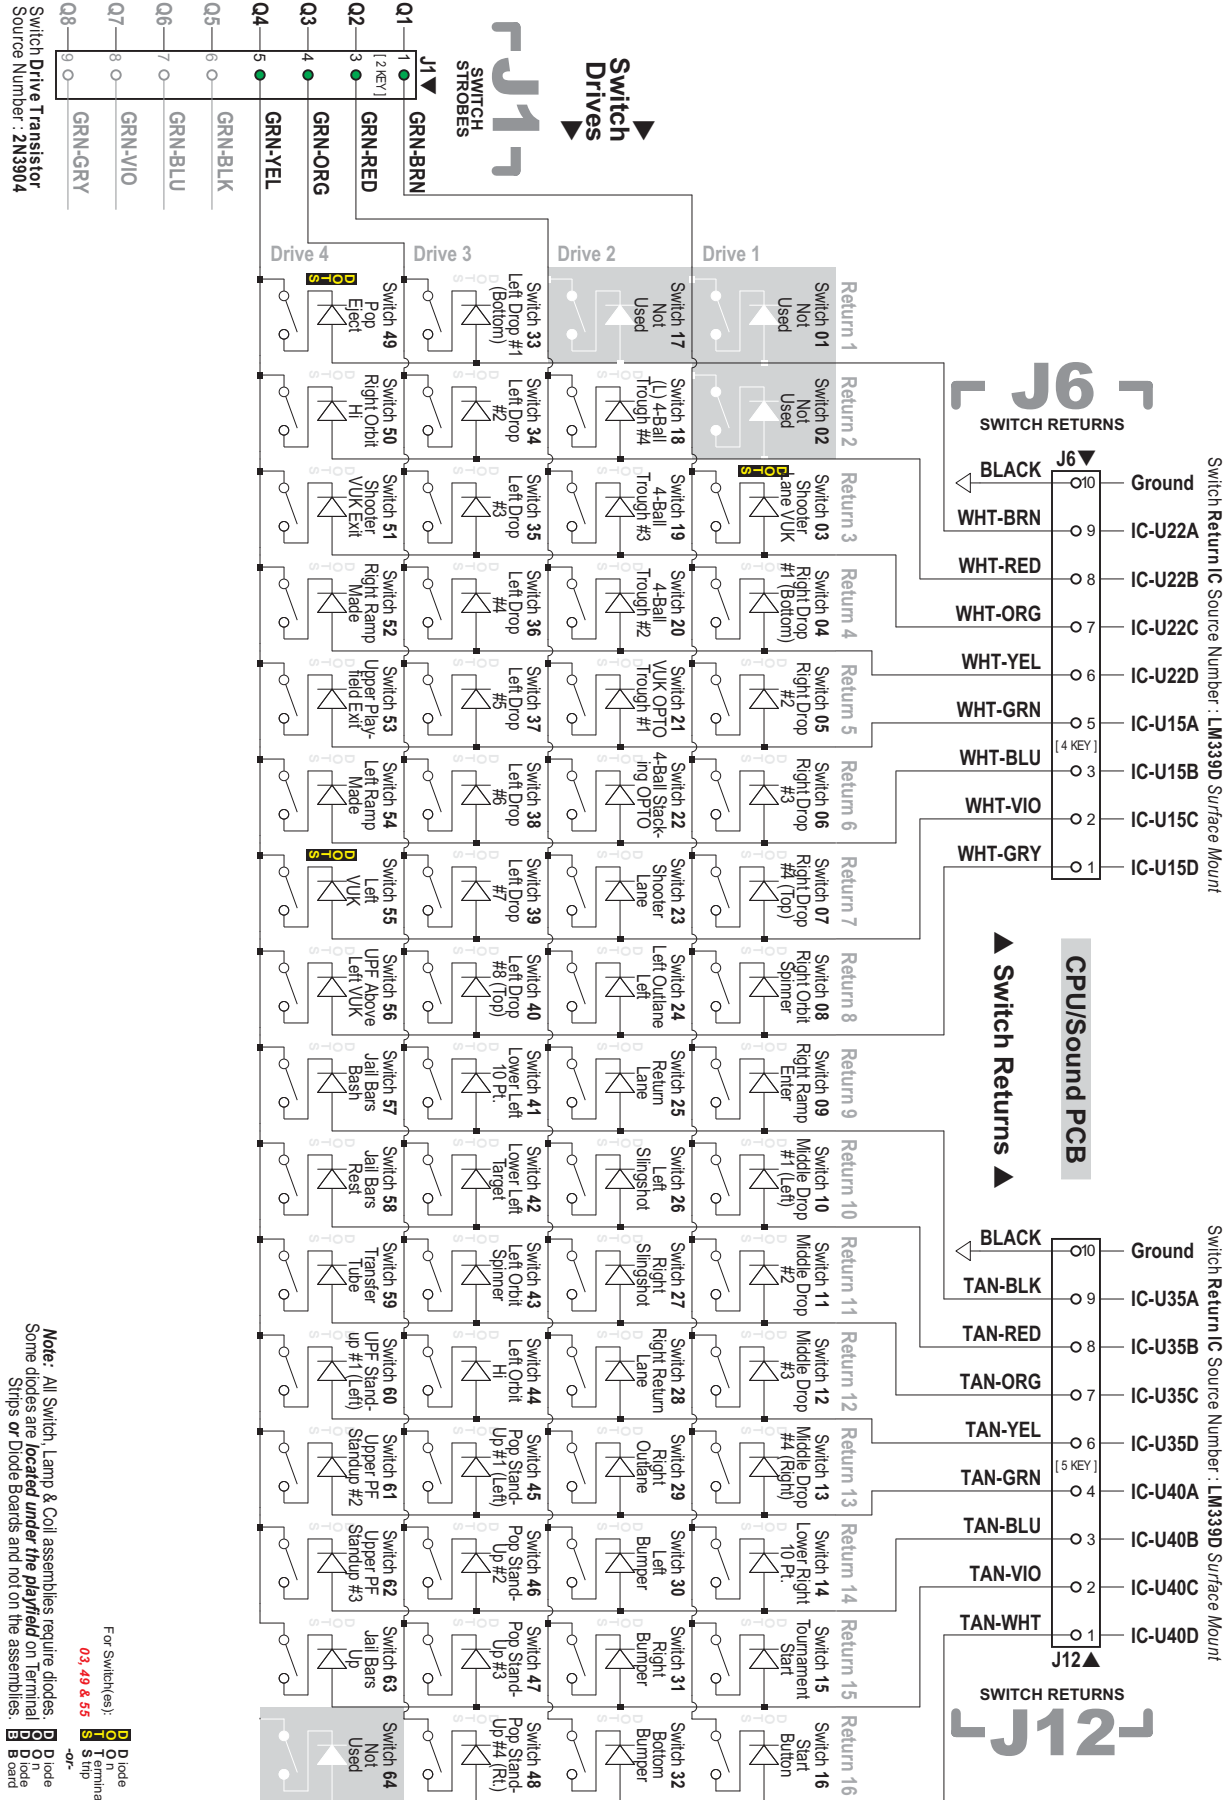 Switch
Drives
J1
SWITCH
STROBES
J1
[ 2 KEY ]
Q1 1 GRN-BRN
Q2 3 GRN-RED
Q3 4 GRN-ORG
Q4 5 GRN-YEL
Q5 6 GRN-BLK
Q6 7 GRN-BLU
Q7 8 GRN-VIO
Q8 9 GRN-GRY
Switch Drive Transistor
Source Number : 2N3904
J6
SWITCH RETURNS
J6
Switch Return IC Source Number : LM339D Surface Mount
BLACK 10 Ground
WHT-BRN 9 IC-U22A
WHT-RED 8 IC-U22B
WHT-ORG 7 IC-U22C
WHT-YEL 6 IC-U22D
WHT-GRN 5 IC-U15A
[ 4 KEY ]
WHT-BLU 3 IC-U15B
WHT-VIO 2 IC-U15C
WHT-GRY 1 IC-U15D
CPU/Sound PCB
Switch Returns
Switch Return IC Source Number : LM339D Surface Mount
BLACK 10 Ground
TAN-BLK 9 IC-U35A
TAN-RED 8 IC-U35B
TAN-ORG 7 IC-U35C
TAN-YEL 6 IC-U35D
[ 5 KEY ]
TAN-GRN 4 IC-U40A
TAN-BLU 3 IC-U40B
TAN-VIO 2 IC-U40C
TAN-WHT 1 IC-U40D
J12
SWITCH RETURNS
J12
Return 1
Return 2
Return 3
Return 4
Return 5
Return 6
Return 7
Return 8
Return 9
Return 10
Return 11
Return 12
Return 13
Return 14
Return 15
Return 16
Drive 1
Switch 01
Not
Used
Switch 02
Not
Used
Switch 03
Shooter
Lane VUK
DOTS
Switch 04
Right Drop
#1 (Bottom)
Switch 05
Right Drop
#2
Switch 06
Right Drop
#3
Switch 07
Right Drop
#4 (Top)
Switch 08
Right Orbit
Spinner
Switch 09
Right Ramp
Enter
Switch 10
Middle Drop
#1 (Left)
Switch 11
Middle Drop
#2
Switch 12
Middle Drop
#3
Switch 13
Middle Drop
#4 (Right)
Switch 14
Lower Right
10 Pt.
Switch 15
Tournament
Start
Switch 16
Start
Button
Drive 2
Switch 17
Not
Used
Switch 18
(L) 4-Ball
Trough #4
Switch 19
4-Ball
Trough #3
Switch 20
4-Ball
Trough #2
Switch 21
VUK OPTO
Trough #1
Switch 22
4-Ball Stack-
ing OPTO
Switch 23
Shooter
Lane
Switch 24
Left Outlane
Left
Switch 25
Return
Lane
Switch 26
Left
Slingshot
Switch 27
Right
Slingshot
Switch 28
Right Return
Lane
Switch 29
Right
Outlane
Switch 30
Left
Bumper
Switch 31
Right
Bumper
Switch 32
Bottom
Bumper
Drive 3
Switch 33
Left Drop #1
(Bottom)
Switch 34
Left Drop
#2
Switch 35
Left Drop
#3
Switch 36
Left Drop
#4
Switch 37
Left Drop
#5
Switch 38
Left Drop
#6
Switch 39
Left Drop
#7
Switch 40
Left Drop
#8 (Top)
Switch 41
Lower Left
10 Pt.
Switch 42
Lower Left
Target
Switch 43
Left Orbit
Spinner
Switch 44
Left Orbit
Hi
Switch 45
Pop Stand-
Up #1 (Left)
Switch 46
Pop Stand-
Up #2
Switch 47
Pop Stand-
Up #3
Switch 48
Pop Stand-
Up #4 (Rt.)
Drive 4
Switch 49
Pop
Eject
DOTS
Switch 50
Right Orbit
Hi
Switch 51
Shooter
VUK Exit
Switch 52
Right Ramp
Made
Switch 53
Upper Play-
field Exit
Switch 54
Left Ramp
Made
Switch 55
Left
VUK
DOTS
Switch 56
UPF Above
Left VUK
Switch 57
Jail Bars
Bash
Switch 58
Jail Bars
Rest
Switch 59
Transfer
Tube
Switch 60
UPF Stand-
up #1 (Left)
Switch 61
Upper PF
Standup #2
Switch 62
Upper PF
Standup #3
Switch 63
Jail Bars
Up
Switch 64
Not
Used
For Switch(es):
03, 49 & 55
D Diode
O On
T Termina
S Strip
-or-
D Diode
O On
D Diode
B Board
Note: All Switch, Lamp & Coil assemblies require diodes.
Some diodes are located under the playfield on Terminal
Strips or Diode Boards and not on the assemblies.